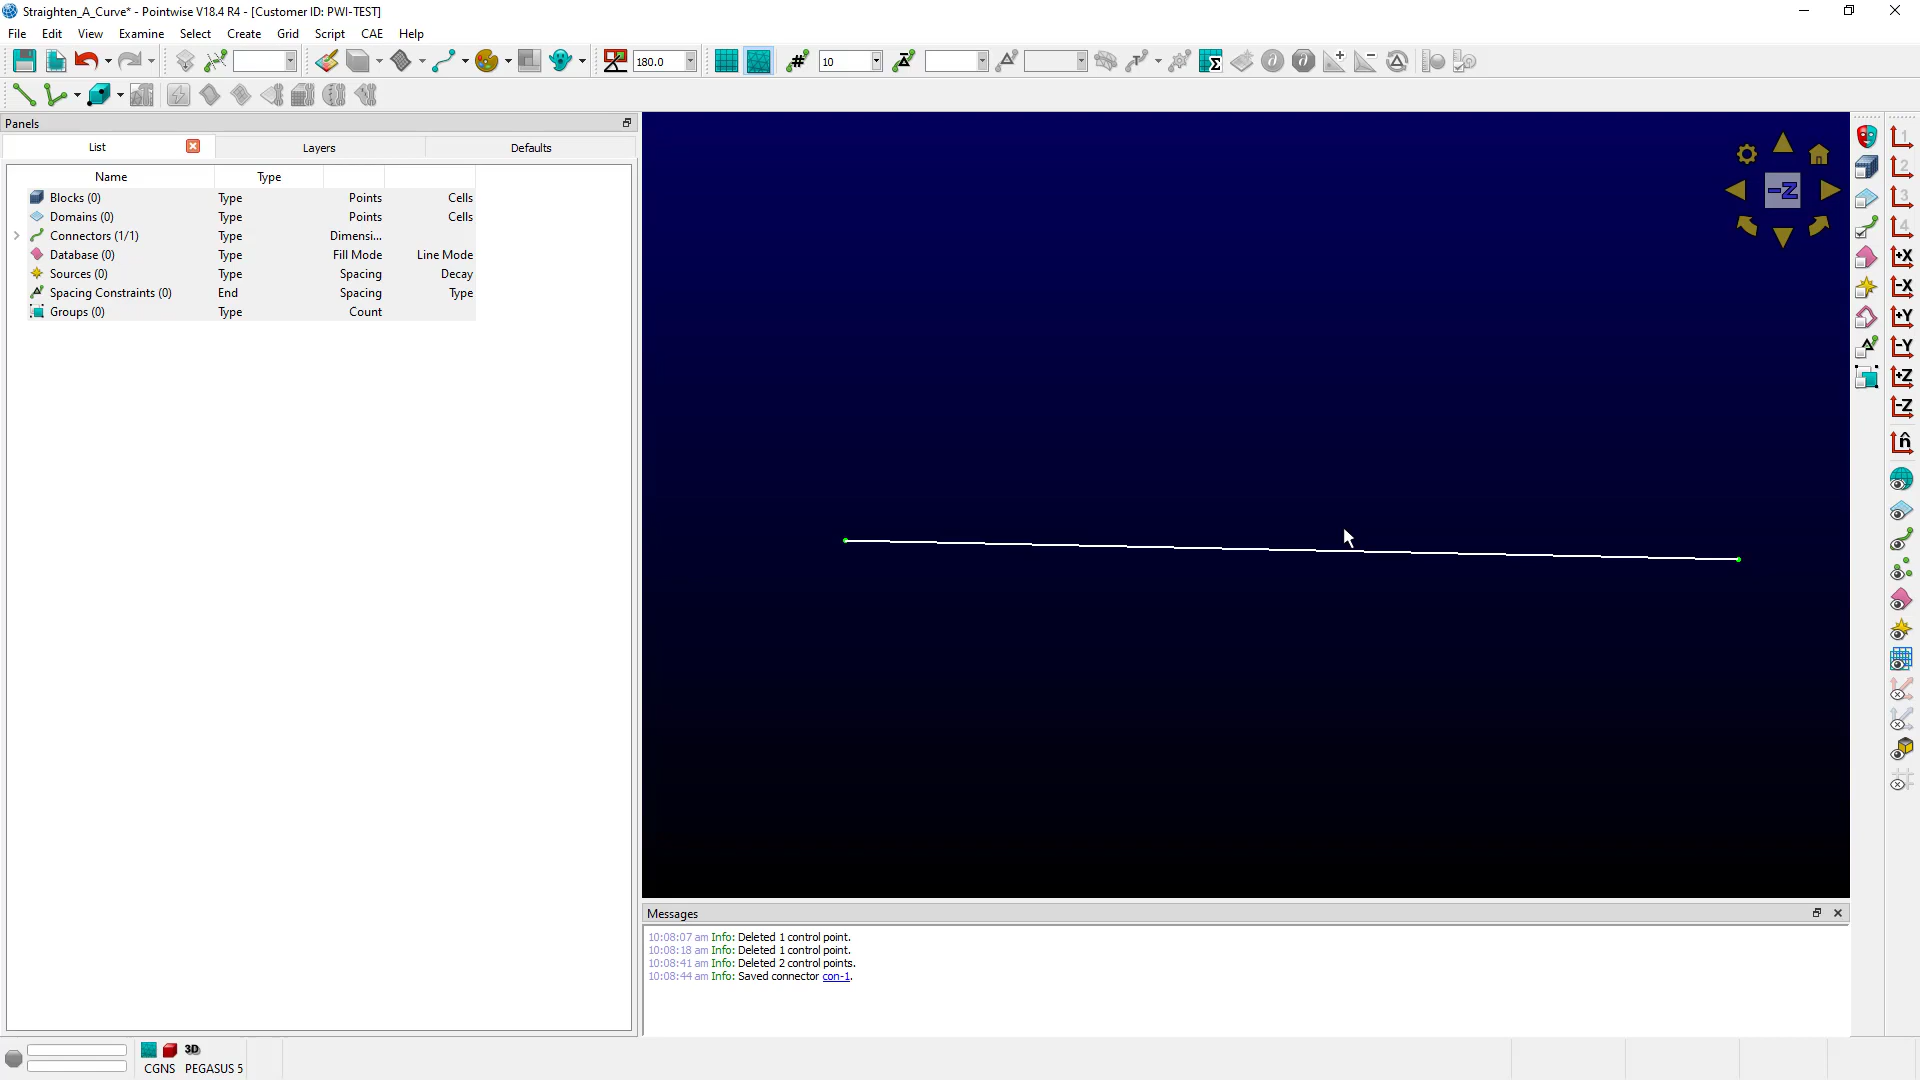 Straighten_A_Curve* - Pointwise V18.4 R4 - [Customer ID: PWI-TEST]
File Edit View Examine Select Create Grid Script CAE Help
180.0 10
Panels
List Layers Defaults
Name Type
Blocks (0) Type Points Cells
Domains (0) Type Points Cells
Connectors (1/1) Type Dimensi...
Database (0) Type Fill Mode Line Mode
Sources (0) Type Spacing Decay
Spacing Constraints (0) End Spacing Type
Groups (0) Type Count
-Z
1
2
3
4
+X
-X
+Y
-Y
+Z
-Z
n̂
Messages
10:08:07 am Info: Deleted 1 control point.
10:08:18 am Info: Deleted 1 control point.
10:08:41 am Info: Deleted 2 control points.
10:08:44 am Info: Saved connector con-1.
3D
CGNS PEGASUS 5